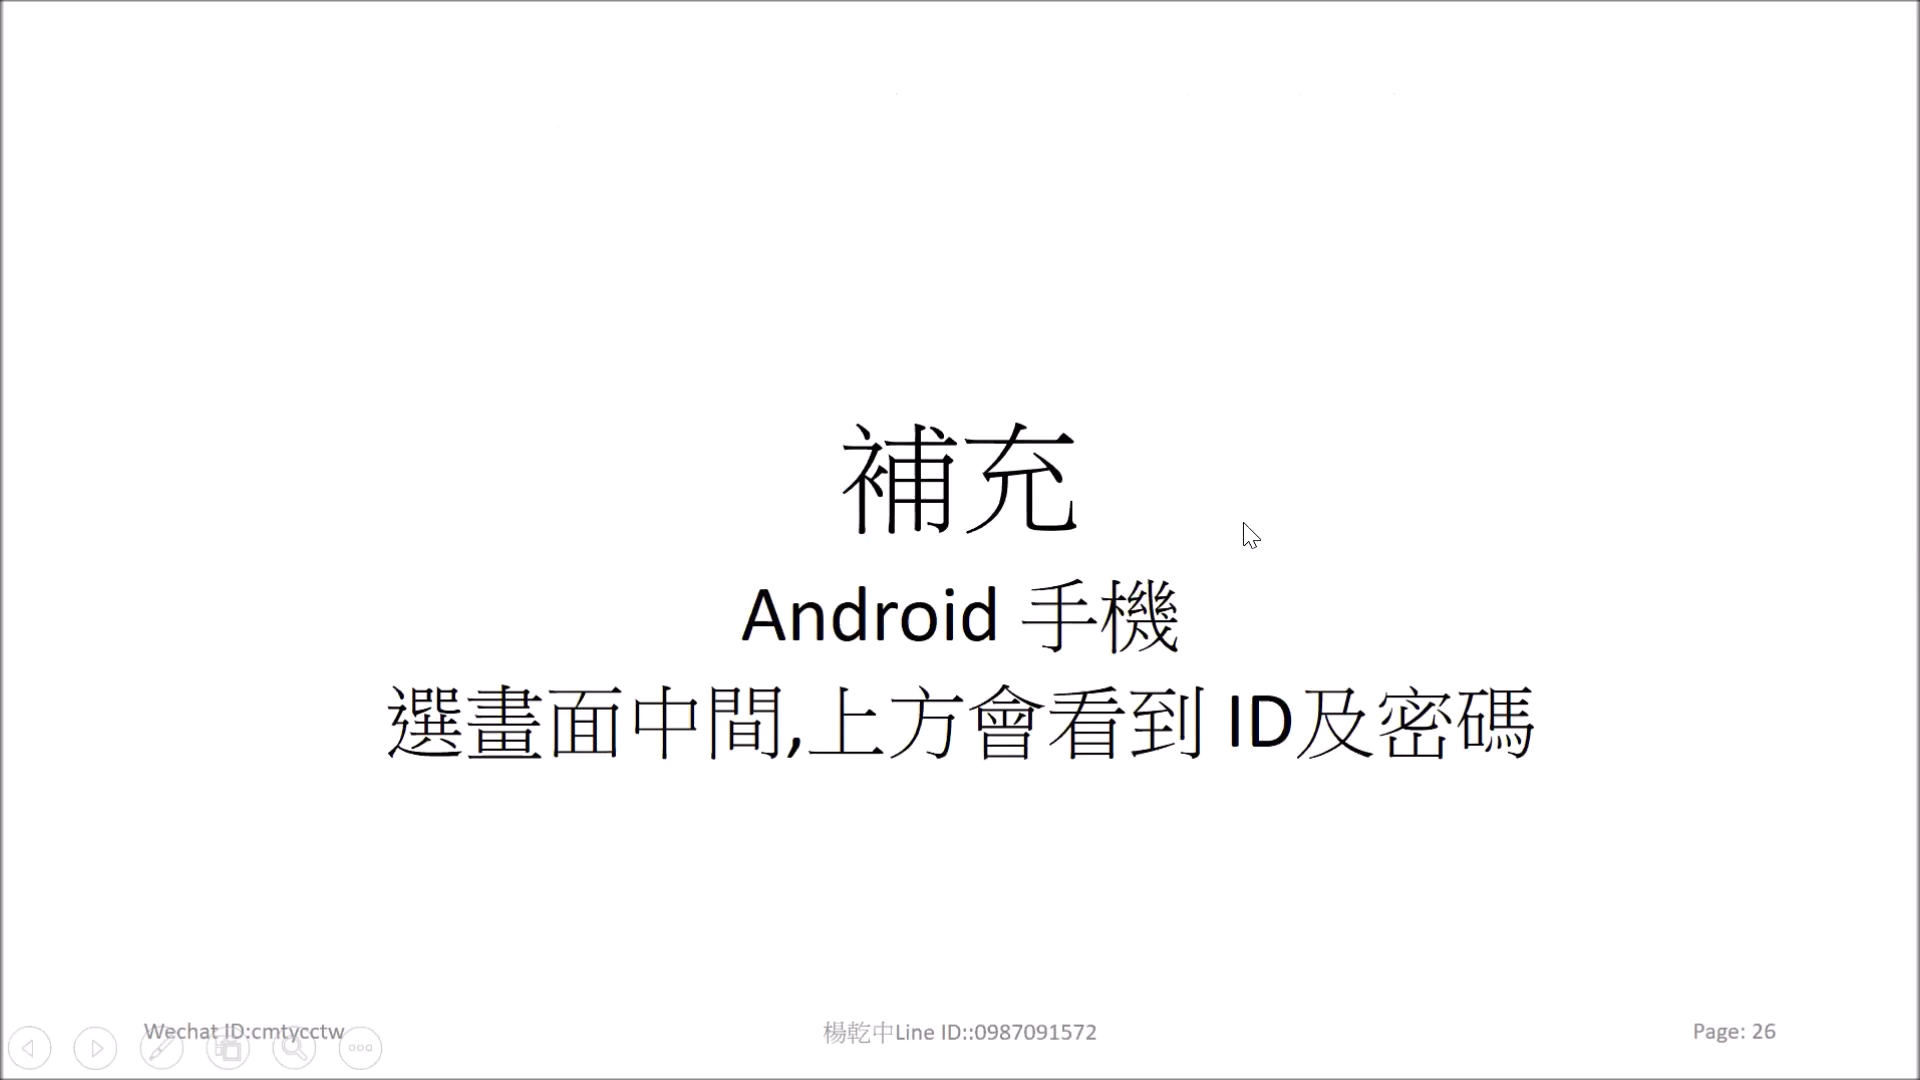 補充
Android 手機
選畫面中間,上方會看到 ID及密碼
Wechat ID:cmtycctw
楊乾中Line ID::0987091572
Page: 26